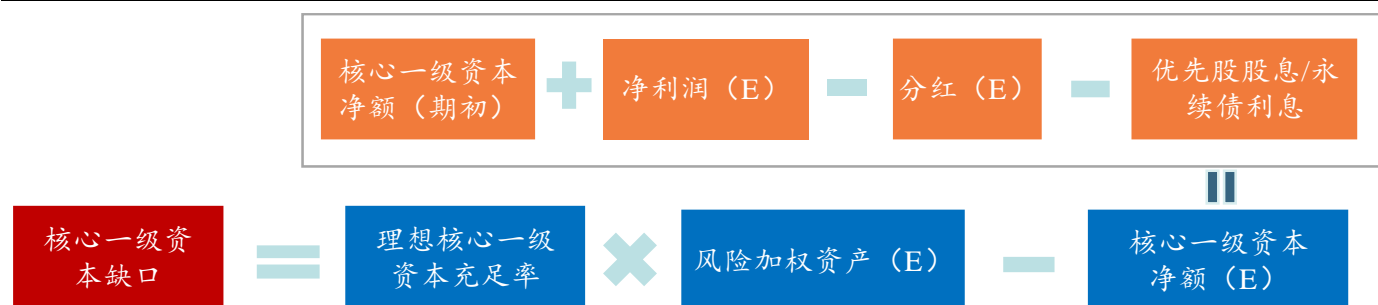 核心一级资本
净额（期初）
净利润（E）
分红（E）
优先股股息/永
续债利息
核心一级资
本缺口
理想核心一级
资本充足率
风险加权资产（E）
核心一级资本
净额（E）